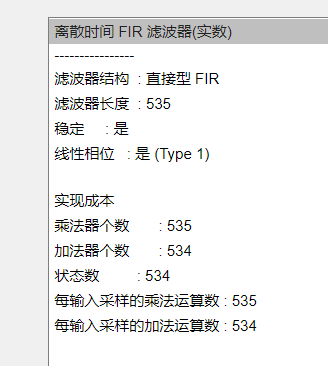 离散时间 FIR 滤波器(实数)
----------------
滤波器结构  : 直接型 FIR
滤波器长度  : 535
稳定     : 是
线性相位   : 是 (Type 1)
实现成本
乘法器个数       : 535
加法器个数       : 534
状态数         : 534
每输入采样的乘法运算数 : 535
每输入采样的加法运算数 : 534